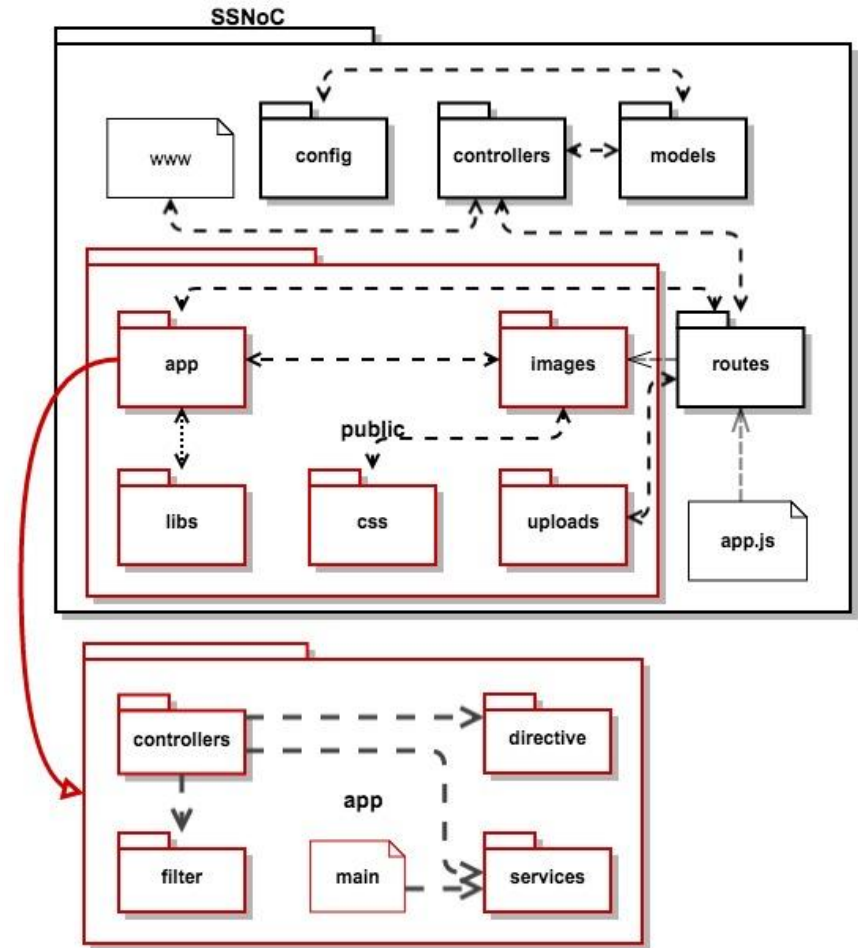 SSNoC
www
config
controllers
models
app
images
routes
public
libs
css
uploads
app.js
controllers
directive
app
filter
main
services